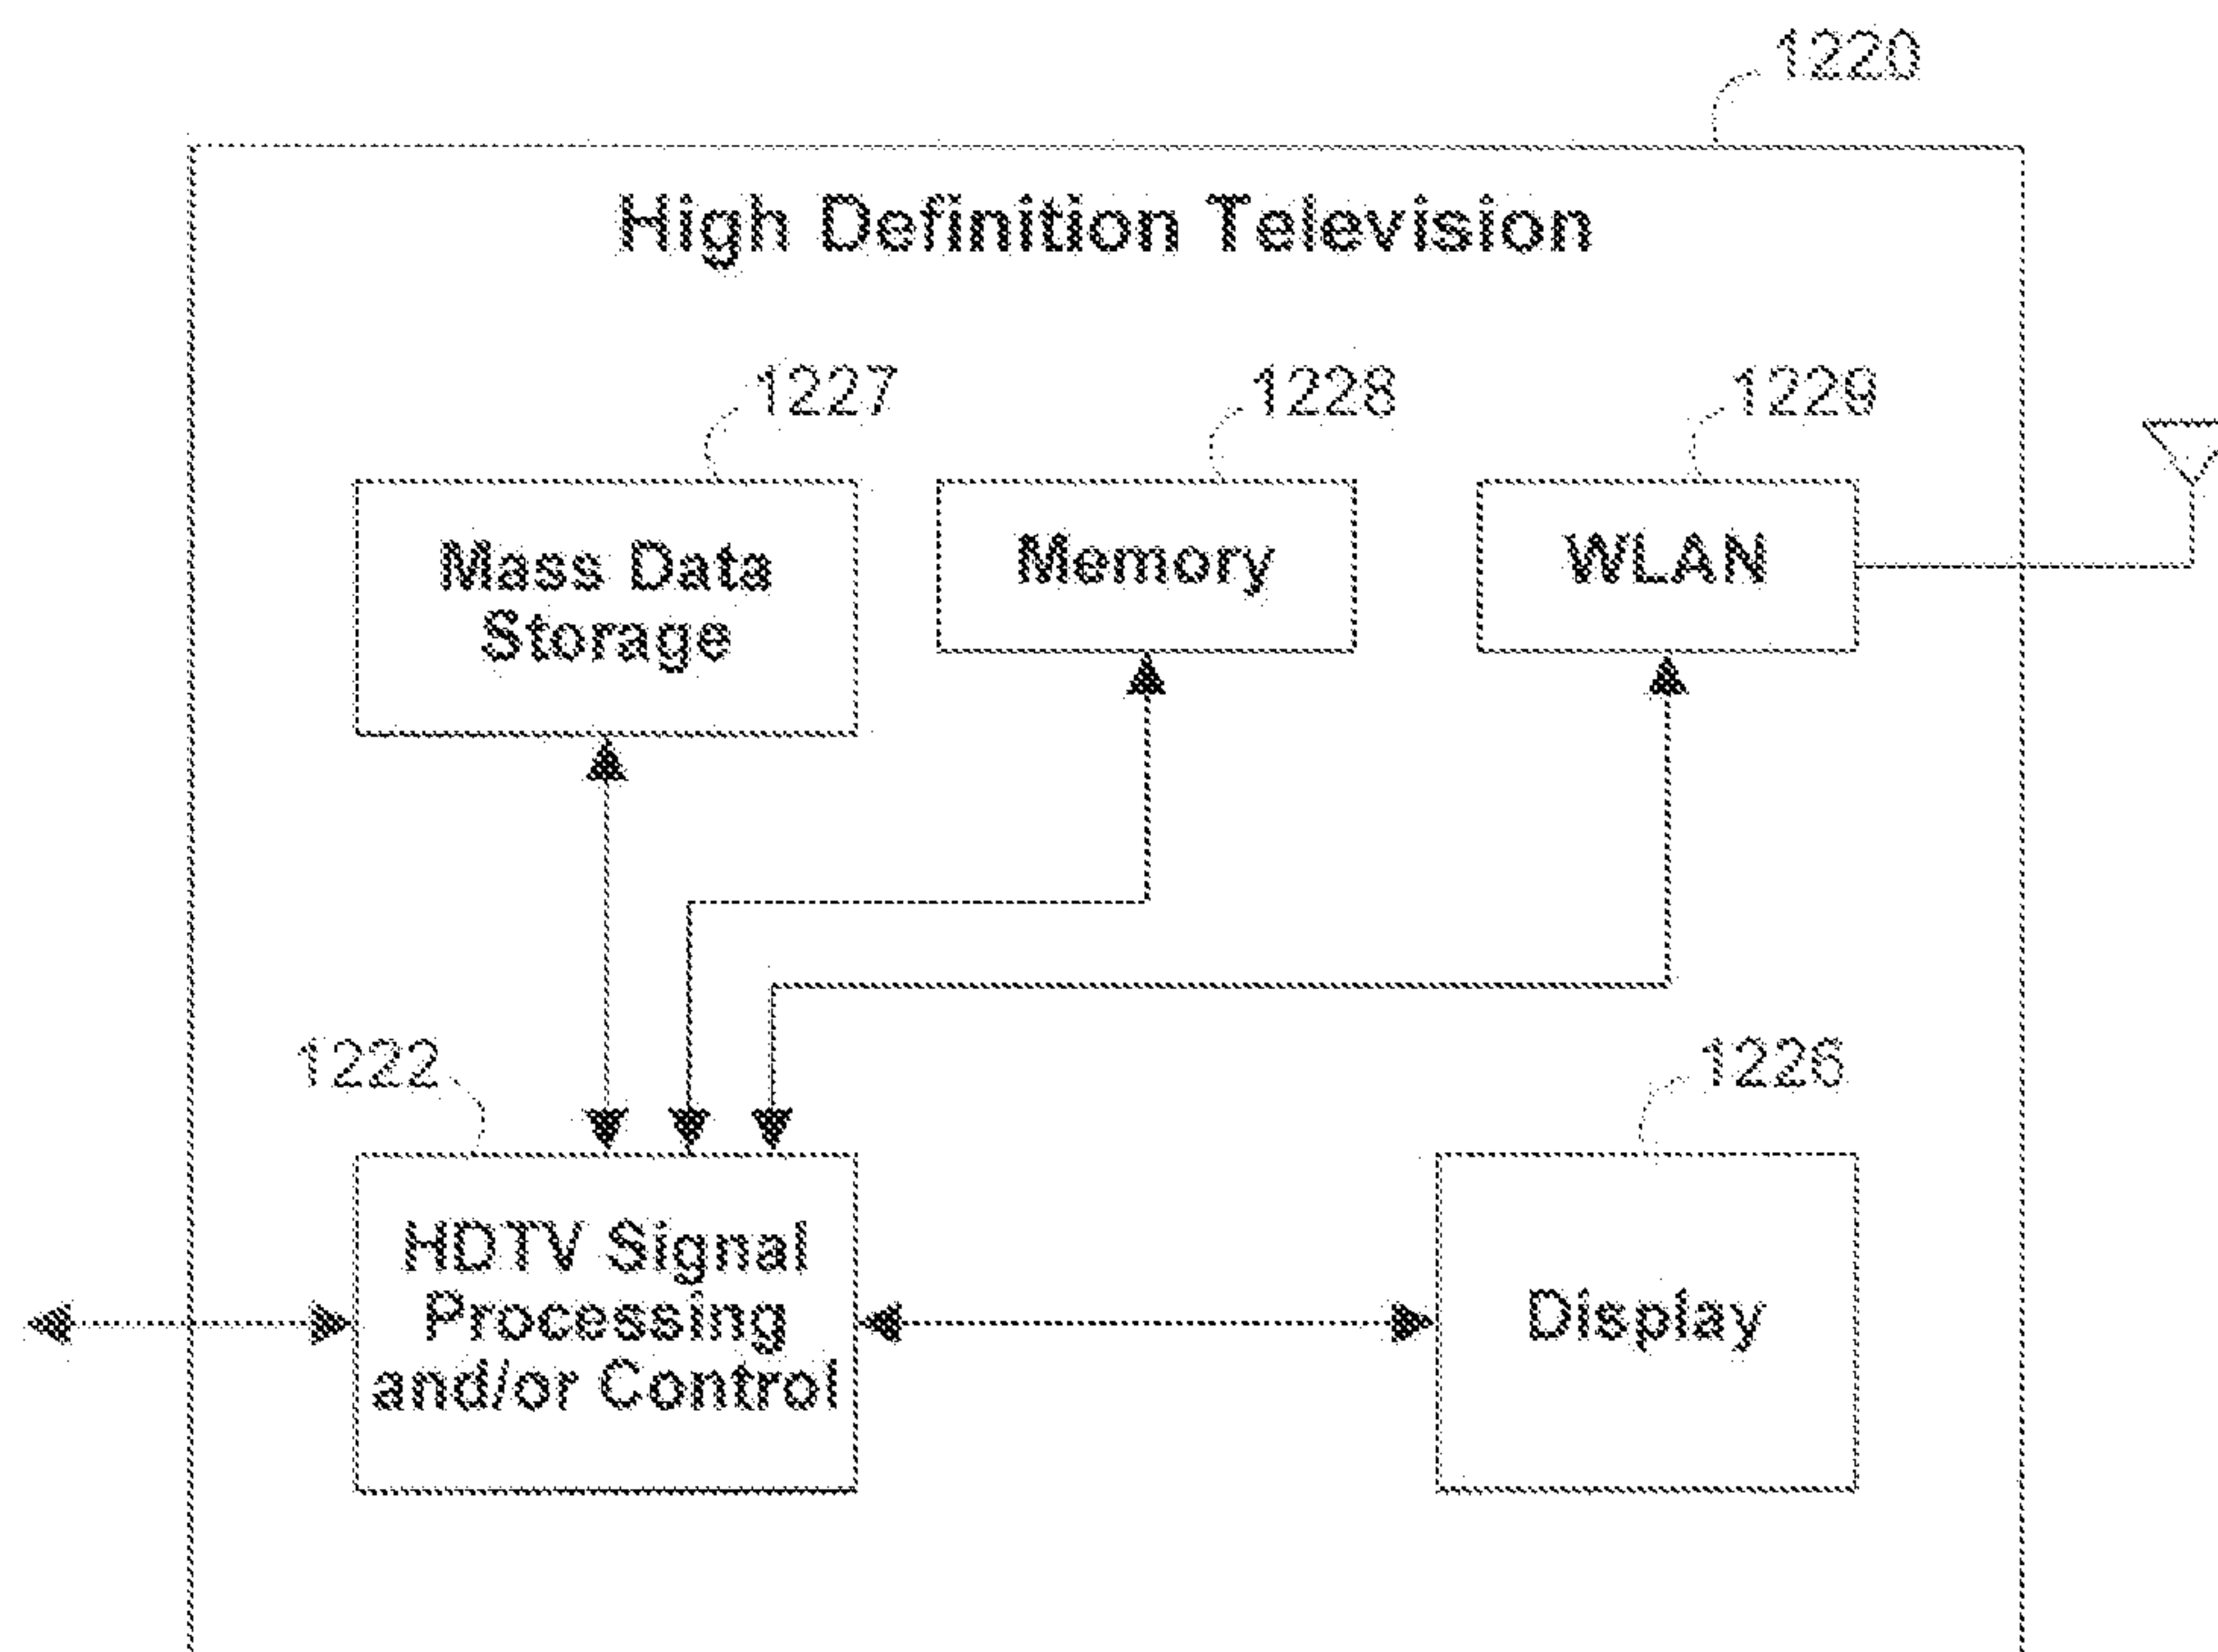 1220
High Definition Television
1227
1228
1229
Mass Data
Storage
Memory
WLAN
1222
1226
HDTV Signal
Processing
and/or Control
Display